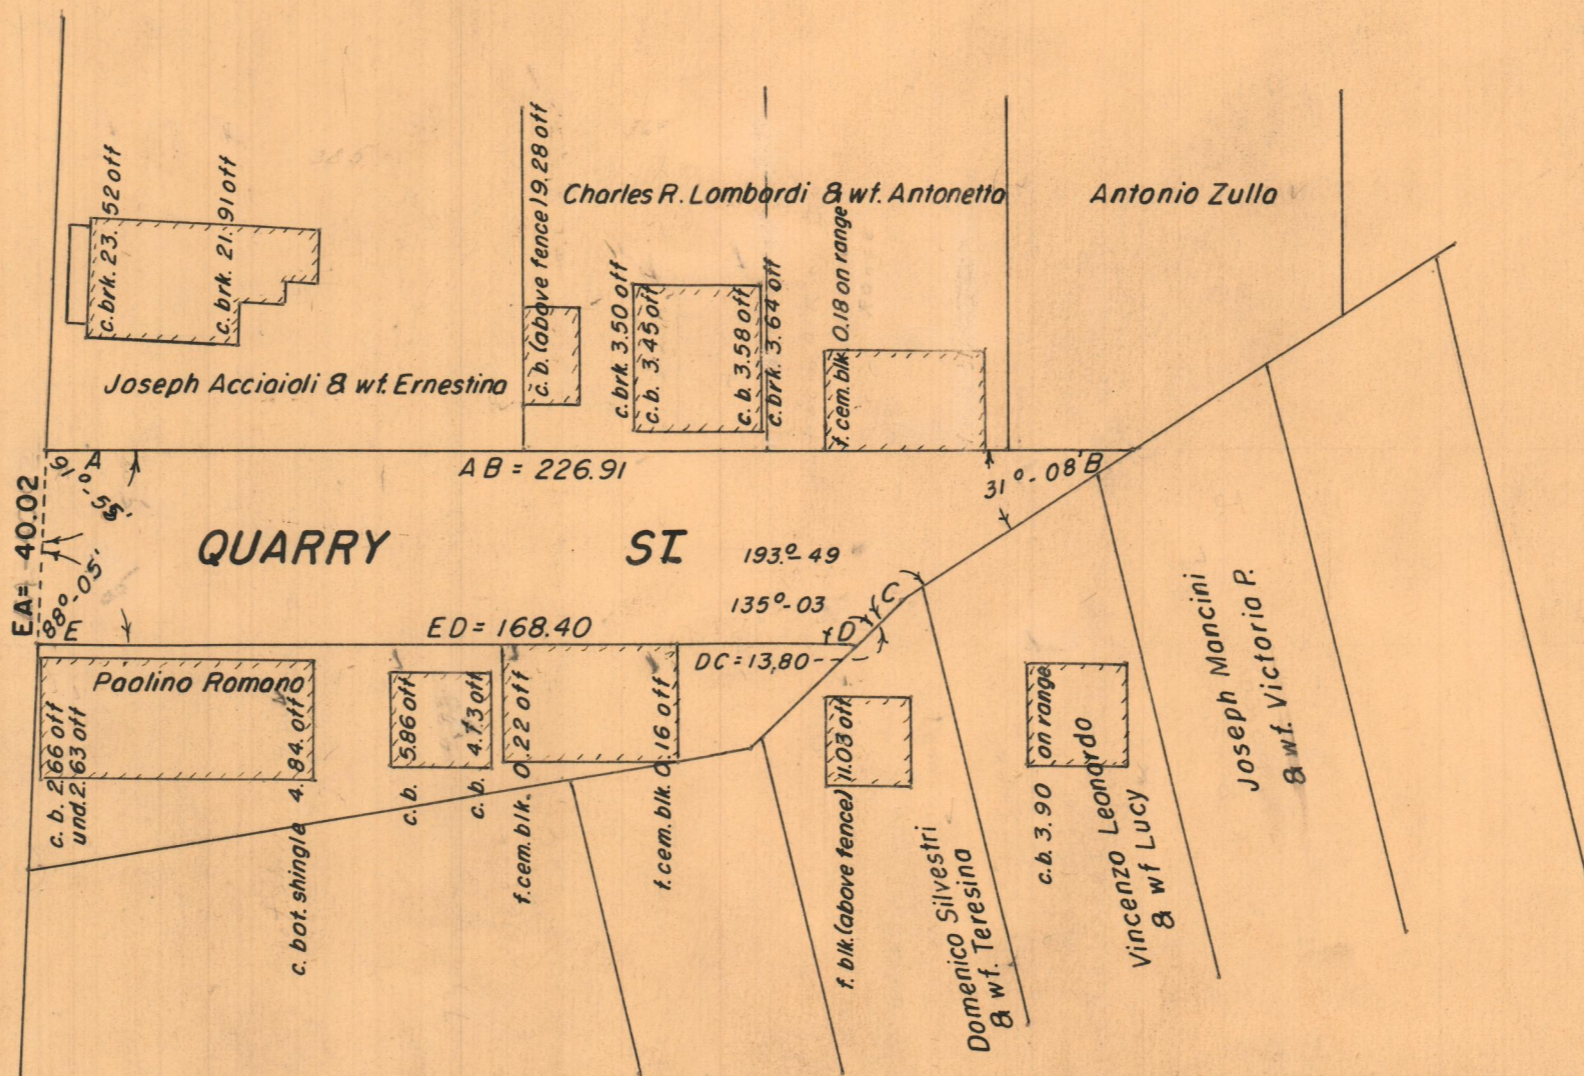 c.brk. 23.52 off
c. brk. 21.91 off
Joseph Acciaioli & wf. Ernestina
c.b. (above fence) 9.28 off
Charles R. Lombardi & wf. Antonetta
c.brk. 3.50 off
c.b. 3.45 off
c.b. 3.58 off
c.brk. 3.64 off
f.cem.blk. 0.18 on range
Antonio Zulla
A
91°-55'
AB = 226.91
31°-08'
B
EA= 40.02
QUARRY ST.
193°-49
135°-03
C
D
88°-05'
E
ED = 168.40
DC = 13,80
Paolino Romano
c. b. 2.66 off
und. 2.63 off
c. bot. shingle 4.84 off
c.b. 5.86 off
c.b. 4.73 off
f.cem.blk. 0.22 off
f.cem.blk. 0.16 off
f. blk. (above fence) 11.03 off
Domenico Silvestri
& wf. Teresina
c.b. 3.90 on range
Vincenzo Leonardo
& wf Lucy
Joseph Mancini
& wf. Victoria P.